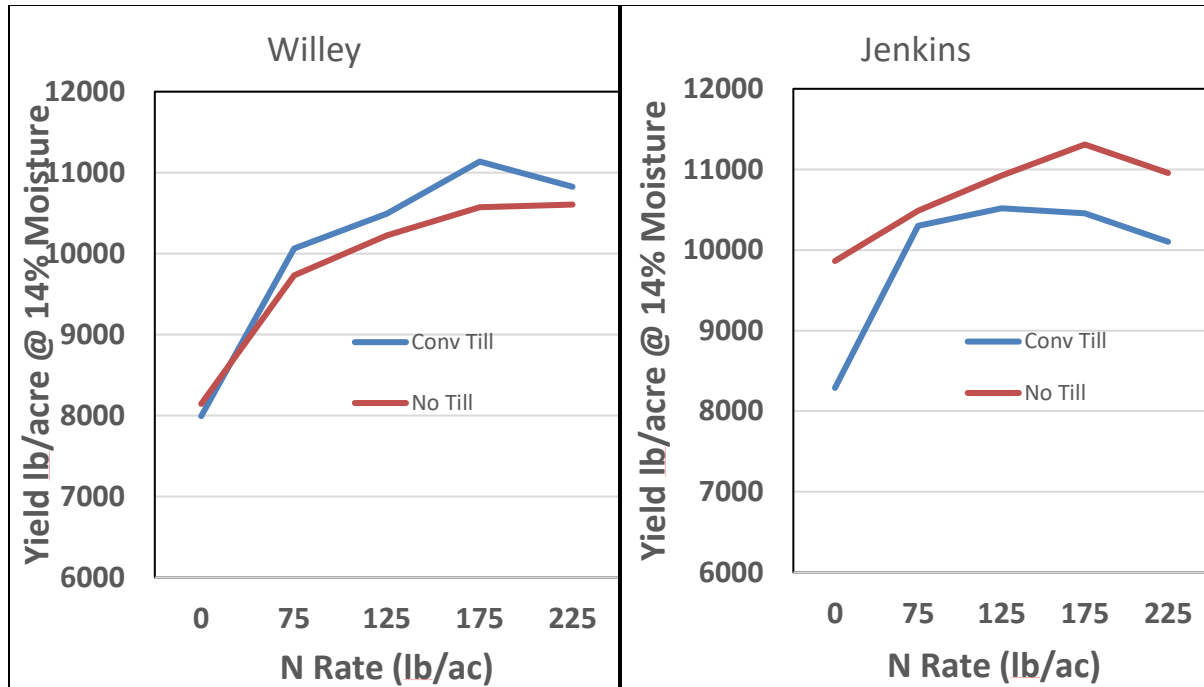 Willey
Yield lb/acre @ 14% Moisture
12000
11000
10000
9000
8000
7000
6000
Conv Till
No Till
0 75 125 175 225
N Rate (lb/ac)
Jenkins
Yield lb/acre @ 14% Moisture
12000
11000
10000
9000
8000
7000
6000
Conv Till
No Till
0 75 125 175 225
N Rate (lb/ac)